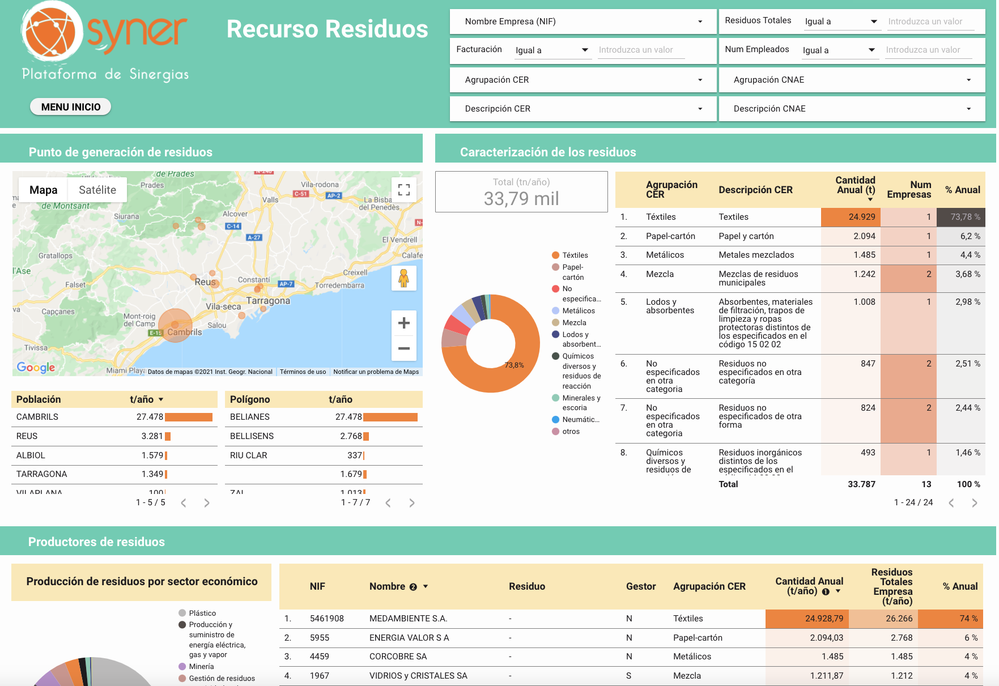 syner
Plataforma de Sinergias
MENU INICIO
Recurso Residuos
Nombre Empresa (NIF)
Residuos Totales Igual a Introduzca un valor
Facturación Igual a Introduzca un valor
Num Empleados Igual a Introduzca un valor
Agrupación CER
Agrupación CNAE
Descripción CER
Descripción CNAE
Punto de generación de residuos
Mapa Satélite
de Prades
Prades
de Montsant
Siurana
Vila-rodona
C-51
AP-2
Valls
La Bisba
del Penedès
Alcover
C-14
A-27
N-
El Vendrell
Gratallops
Calafe
l'Ase
Falset
Reus
Constantí
AP-7
Creixell
Torredembarra
Tarragona
va
Capçanes
Vila-seca
Mont-roig
del Camp
Salou
E-15
Cambrils
Tivissa
Google
Miami Playa
Datos de mapas ©2021 Inst. Geogr. Nacional
Términos de uso
Notificar un problema de Maps
Población t/año
CAMBRILS 27.478
REUS 3.281
ALBIOL 1.579
TARRAGONA 1.349
VILAPLANA 100
1 - 5 / 5
Polígono t/año
BELIANES 27.478
BELLISENS 2.768
RIU CLAR 337
1.679
ZAL 1.013
1 - 7 / 7
Caracterización de los residuos
Total (tn/año)
33,79 mil
73,8%
Téxtiles
Papel-
cartón
No
especifica...
Metálicos
Mezcla
Lodos y
absorbent...
Químicos
diversos y
residuos de
reacción
Minerales y
escoria
Neumátic...
otros
Agrupación
CER
Descripción CER
Cantidad
Anual (t)
Num
Empresas
% Anual
1. Téxtiles Textiles 24.929 1 73,78 %
2. Papel-cartón Papel y cartón 2.094 1 6,2 %
3. Metálicos Metales mezclados 1.485 1 4,4 %
4. Mezcla Mezclas de residuos 1.242 2 3,68 %
municipales
5. Lodos y Absorbentes, materiales 1.008 1 2,98 %
absorbentes de filtración, trapos de
limpieza y ropas
protectoras distintos de
los especificados en el
código 15 02 02
6. No Residuos no 847 2 2,51 %
especificados especificados en otra
en otra categoría
categoria
7. No Residuos no 824 2 2,44 %
especificados especificados de otra
en otra forma
categoria
8. Químicos Residuos inorgánicos 493 1 1,46 %
diversos y distintos de los
residuos de especificados en el
Total 33.787 13 100 %
1 - 24 / 24
Productores de residuos
Producción de residuos por sector económico
Plástico
Producción y
suministro de
energía eléctrica,
gas y vapor
Minería
Gestión de residuos
NIF
Nombre 2
Residuo
Gestor
Agrupación CER
Cantidad Anual
(t/año) 1
Residuos
Totales
Empresa
(t/año)
% Anual
1. 5461908 MEDAMBIENTE S.A. - N Téxtiles 24.928,79 26.266 74 %
2. 5955 ENERGIA VALOR S A - N Papel-cartón 2.094,03 2.768 6 %
3. 4459 CORCOBRE SA - N Metálicos 1.485 1.485 4 %
4. 1967 VIDRIOS y CRISTALES SA - S Mezcla 1.211,87 1.212 4 %